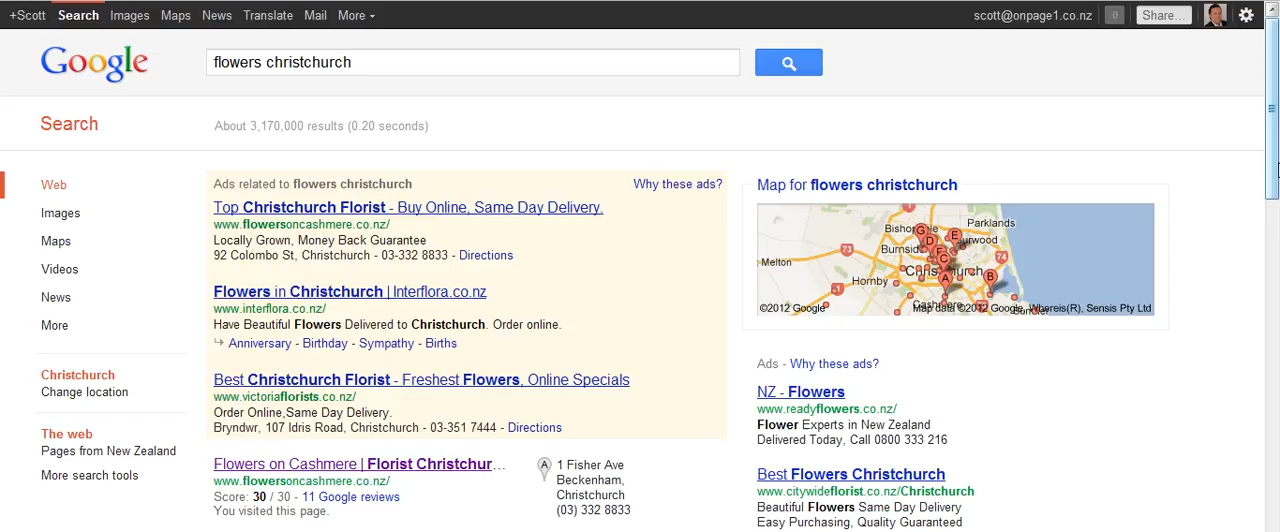 +Scott Search Images Maps News Translate Mail More
scott@onpage1.co.nz 0 Share...
Google
flowers christchurch
Search
About 3,170,000 results (0.20 seconds)
Web
Images
Maps
Videos
News
More
Christchurch
Change location
The web
Pages from New Zealand
More search tools
Ads related to flowers christchurch
Why these ads?
Top Christchurch Florist - Buy Online, Same Day Delivery.
www.flowersoncashmere.co.nz/
Locally Grown, Money Back Guarantee
92 Colombo St, Christchurch - 03-332 8833 - Directions
Flowers in Christchurch | Interflora.co.nz
www.interflora.co.nz/
Have Beautiful Flowers Delivered to Christchurch. Order online.
Anniversary - Birthday - Sympathy - Births
Best Christchurch Florist - Freshest Flowers, Online Specials
www.victoriaflorists.co.nz/
Order Online,Same Day Delivery.
Bryndwr, 107 Idris Road, Christchurch - 03-351 7444 - Directions
Flowers on Cashmere | Florist Christchur...
www.flowersoncashmere.co.nz/
Score: 30 / 30 - 11 Google reviews
You visited this page.
A
1 Fisher Ave
Beckenham,
Christchurch
(03) 332 8833
Map for flowers christchurch
Parklands
G
D
E
F
C
A
B
73
74
1
1
Melton
Hornby
©2012 Google
Map data ©2012 Google, Whereis(R), Sensis Pty Ltd
Ads - Why these ads?
NZ - Flowers
www.readyflowers.co.nz/
Flower Experts in New Zealand
Delivered Today, Call 0800 333 216
Best Flowers Christchurch
www.citywideflorist.co.nz/Christchurch
Beautiful Flowers Same Day Delivery
Easy Purchasing, Quality Guaranteed